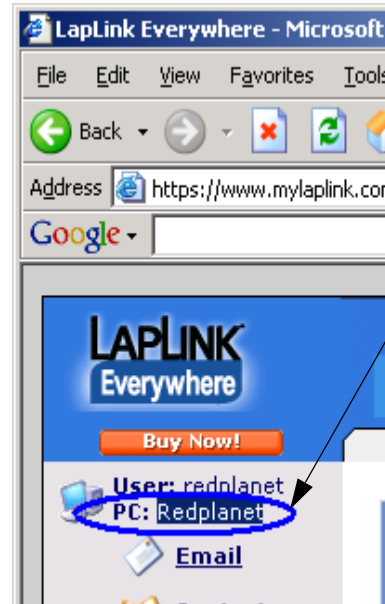 LapLink Everywhere - Microsoft
File Edit View Favorites Tools
Back
Address https://www.mylaplink.com
Google
LAPLINK
Everywhere
Buy Now!
User: redplanet
PC: Redplanet
Email